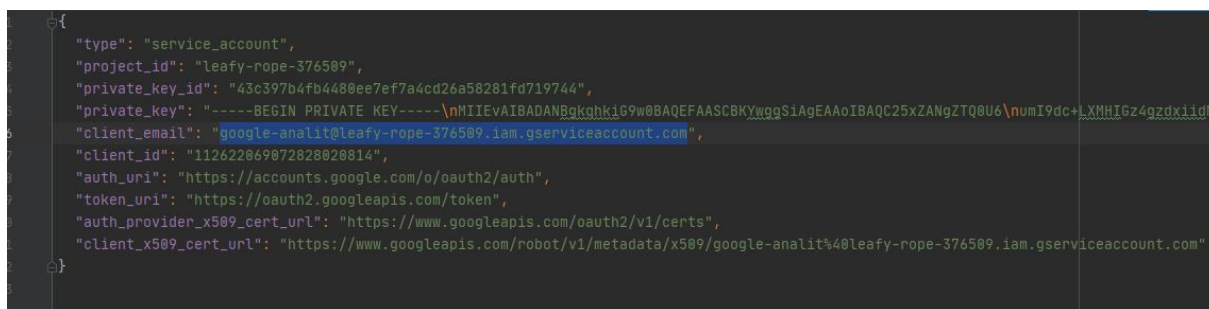 {
"type": "service_account",
"project_id": "leafy-rope-376509",
"private_key_id": "43c397b4fb4480ee7ef7a4cd26a58281fd719744",
"private_key": "-----BEGIN PRIVATE KEY-----\nMIIEvAIBADANBgkqhkiG9w0BAQEFAASCBKYwggSiAgEAAoIBAQC25xZANgZTQ0U6\numI9dc+LXMHIGz4gzdxiid
"client_email": "google-analit@leafy-rope-376509.iam.gserviceaccount.com",
"client_id": "112622069072828020814",
"auth_uri": "https://accounts.google.com/o/oauth2/auth",
"token_uri": "https://oauth2.googleapis.com/token",
"auth_provider_x509_cert_url": "https://www.googleapis.com/oauth2/v1/certs",
"client_x509_cert_url": "https://www.googleapis.com/robot/v1/metadata/x509/google-analit%40leafy-rope-376509.iam.gserviceaccount.com"
}